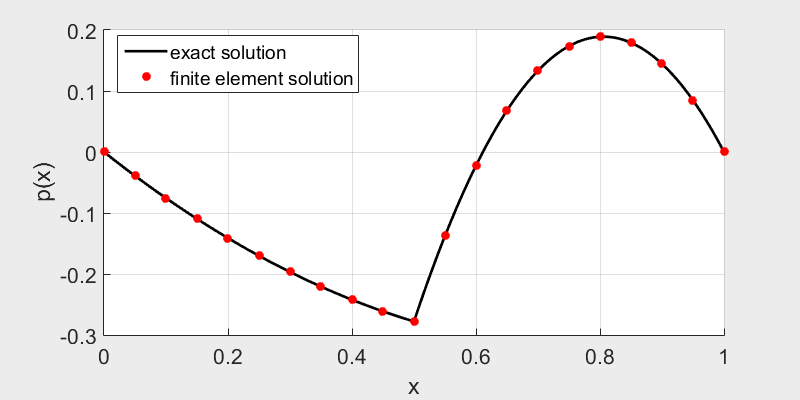 exact solution
finite element solution
0.2
0.1
0
-0.1
-0.2
-0.3
p(x)
0 0.2 0.4 0.6 0.8 1
x